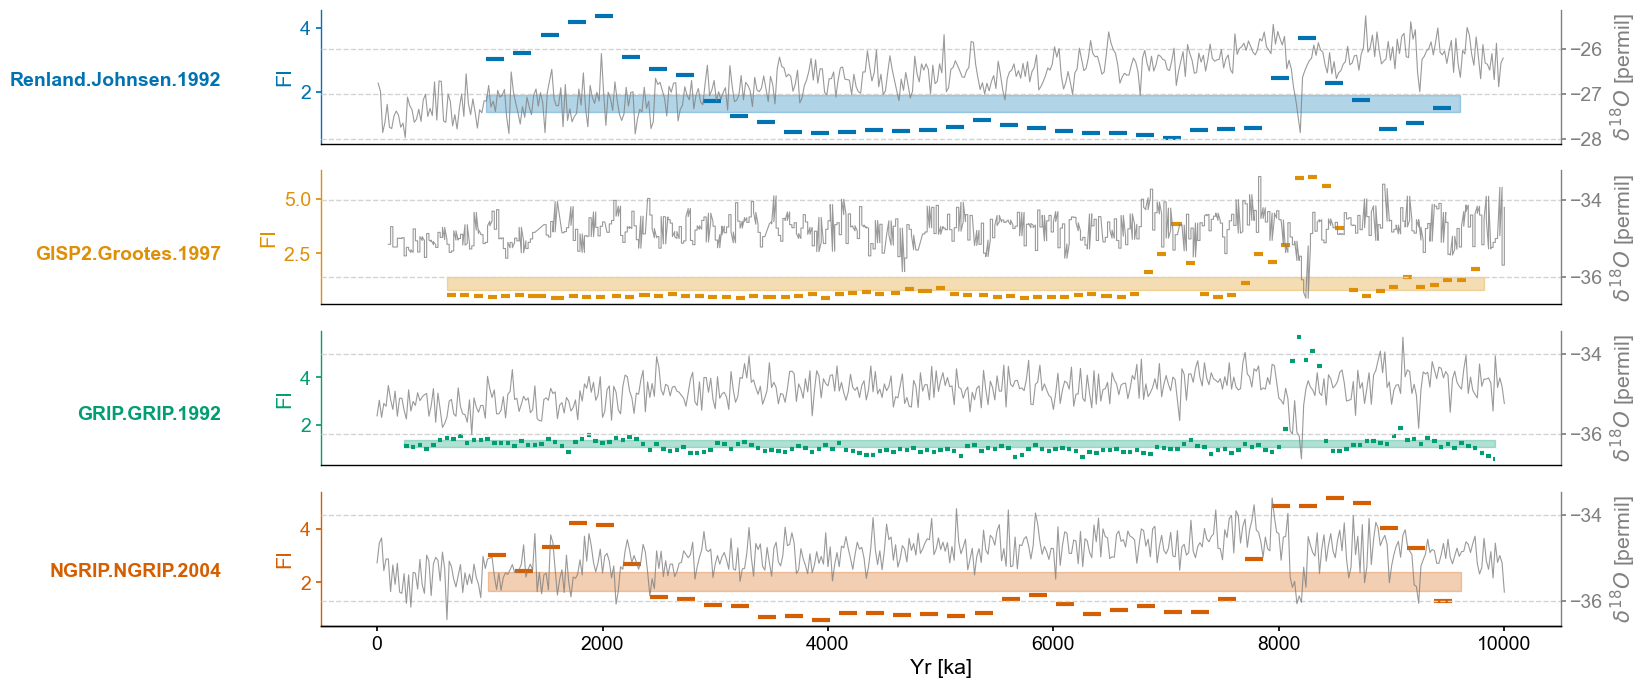 Renland.Johnsen.1992
FI
4
2
−26
−27
−28
δ18O [permil]
GISP2.Grootes.1997
FI
5.0
2.5
−34
−36
δ18O [permil]
GRIP.GRIP.1992
FI
4
2
−34
−36
δ18O [permil]
NGRIP.NGRIP.2004
FI
4
2
−34
−36
δ18O [permil]
0 2000 4000 6000 8000 10000
Yr [ka]